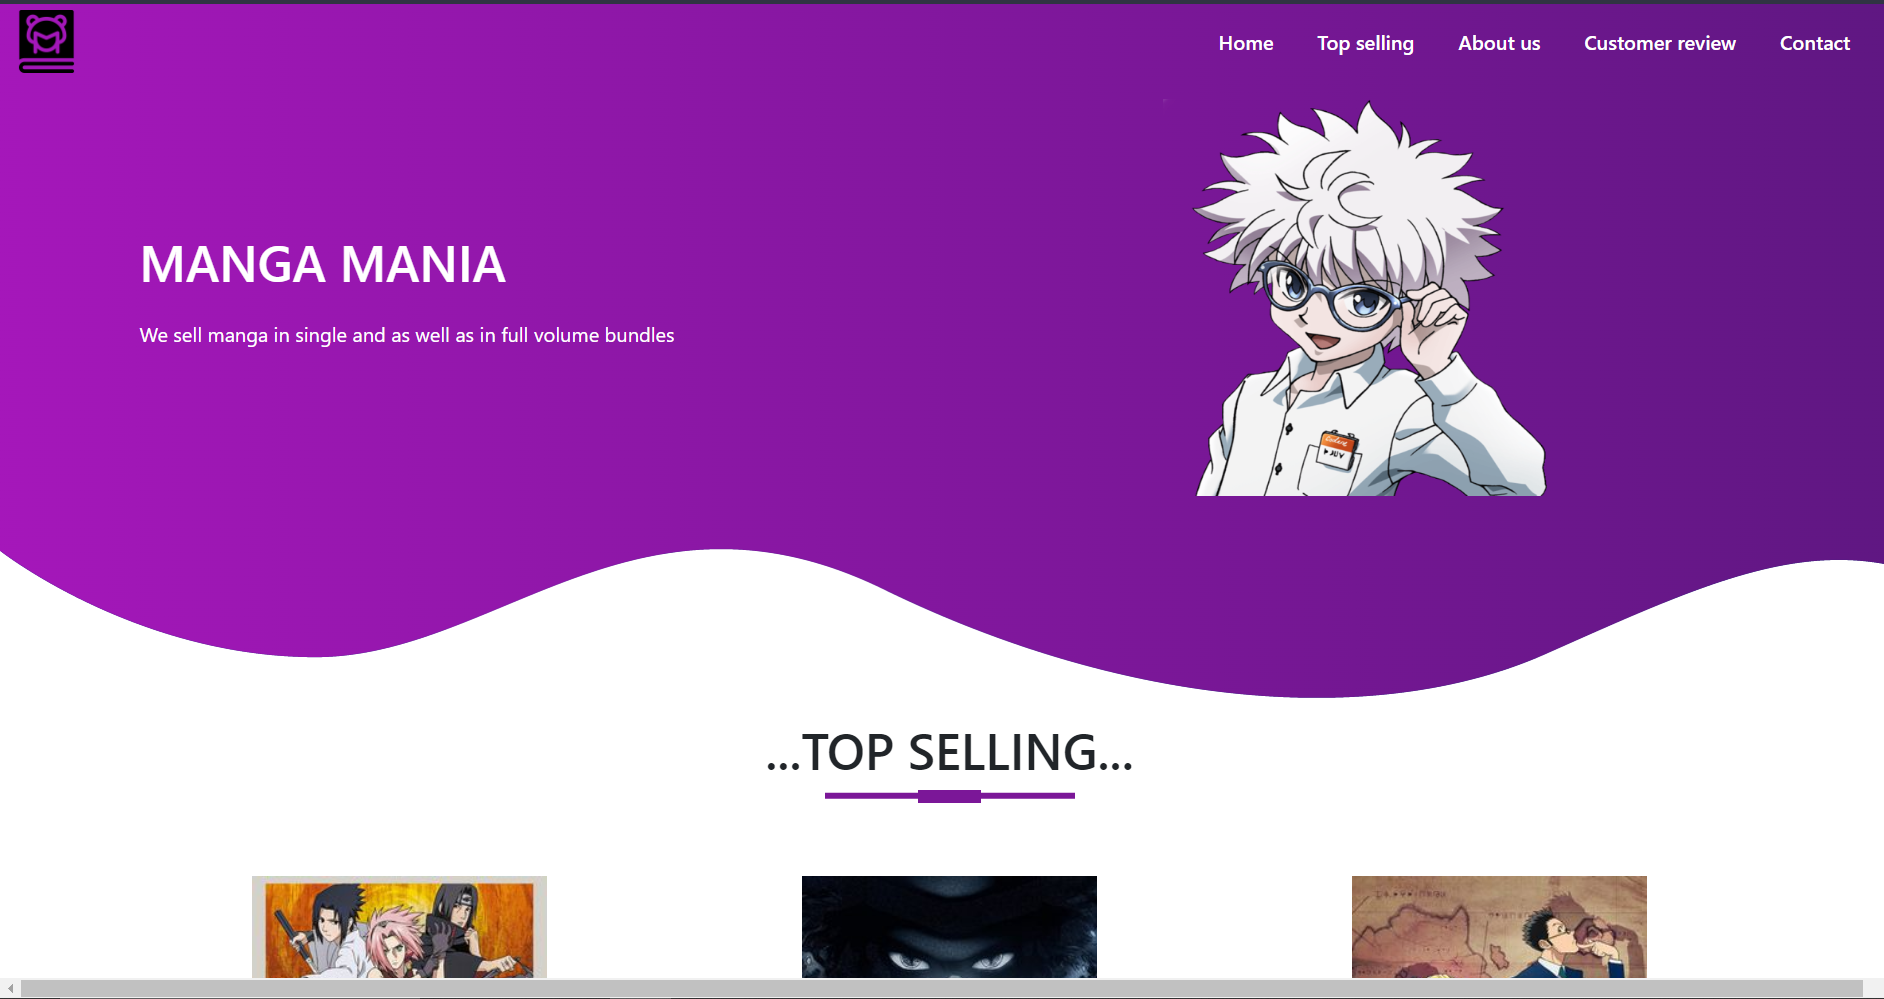 Home Top selling About us Customer review Contact
MANGA MANIA
We sell manga in single and as well as in full volume bundles
...TOP SELLING...